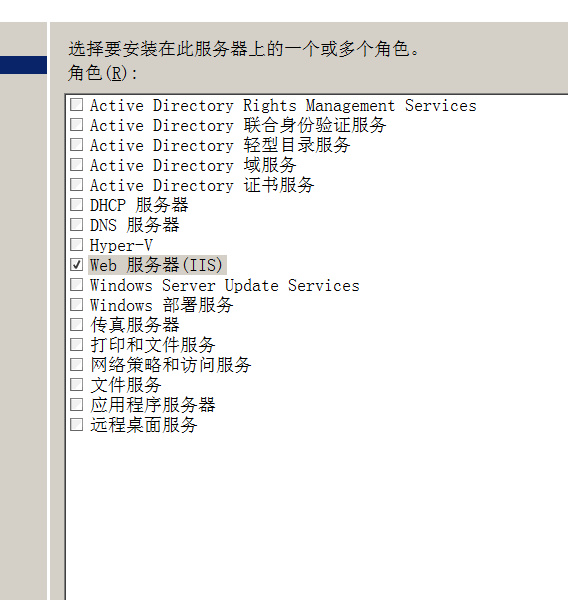 选择要安装在此服务器上的一个或多个角色。
角色(R):
Active Directory Rights Management Services
Active Directory 联合身份验证服务
Active Directory 轻型目录服务
Active Directory 域服务
Active Directory 证书服务
DHCP 服务器
DNS 服务器
Hyper-V
Web 服务器(IIS)
Windows Server Update Services
Windows 部署服务
传真服务器
打印和文件服务
网络策略和访问服务
文件服务
应用程序服务器
远程桌面服务